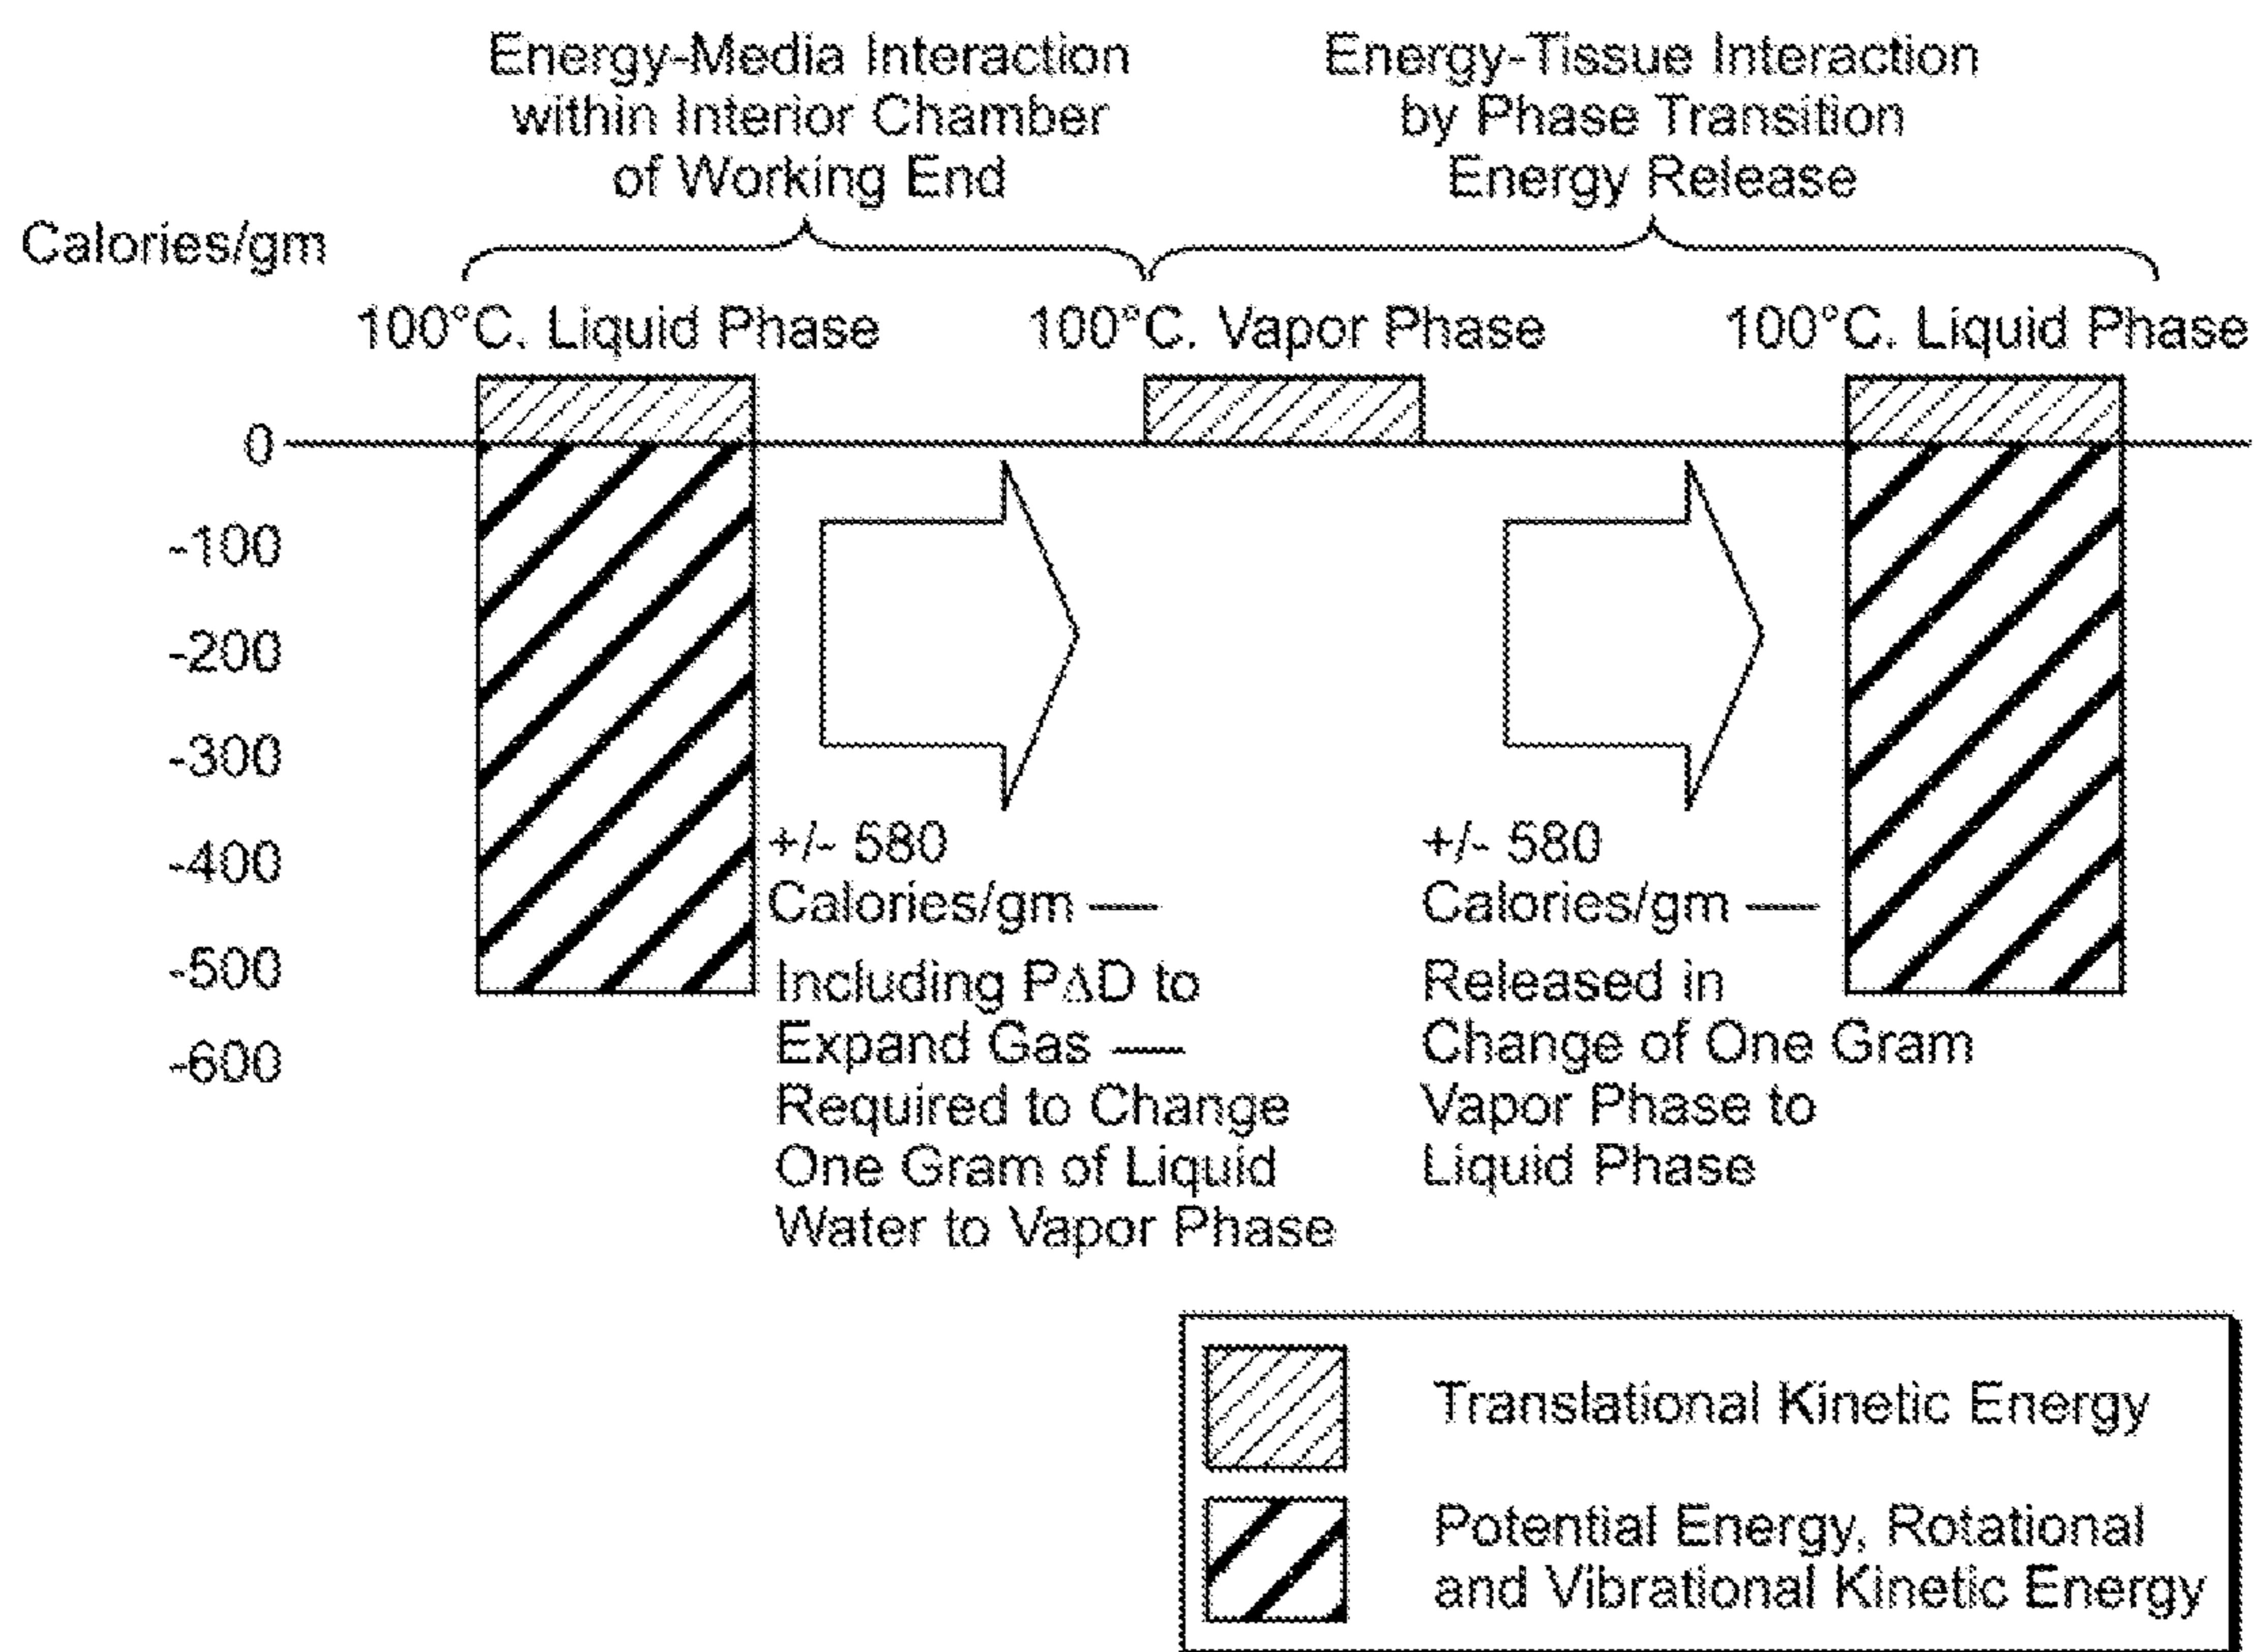 Energy-Media Interaction
within Interior Chamber
of Working End
Energy-Tissue Interaction
by Phase Transition
Energy Release
Calories/gm
100°C. Liquid Phase
100°C. Vapor Phase
100°C. Liquid Phase
0
-100
-200
-300
-400
-500
-600
+/- 580
Calories/gm —
Including P∆D to
Expand Gas —
Required to Change
One Gram of Liquid
Water to Vapor Phase
+/- 580
Calories/gm —
Released in
Change of One Gram
Vapor Phase to
Liquid Phase
Translational Kinetic Energy
Potential Energy, Rotational
and Vibrational Kinetic Energy